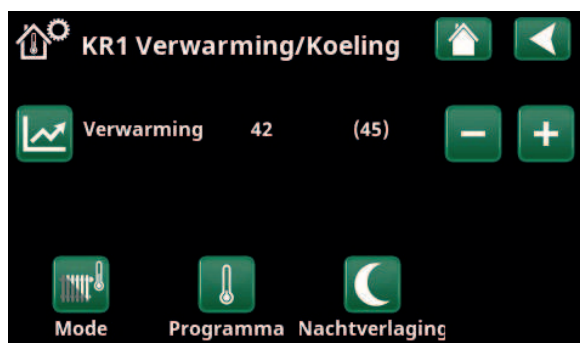 KR1 Verwarming/Koeling
Verwarming 42 (45)
Mode Programma Nachtverlaging